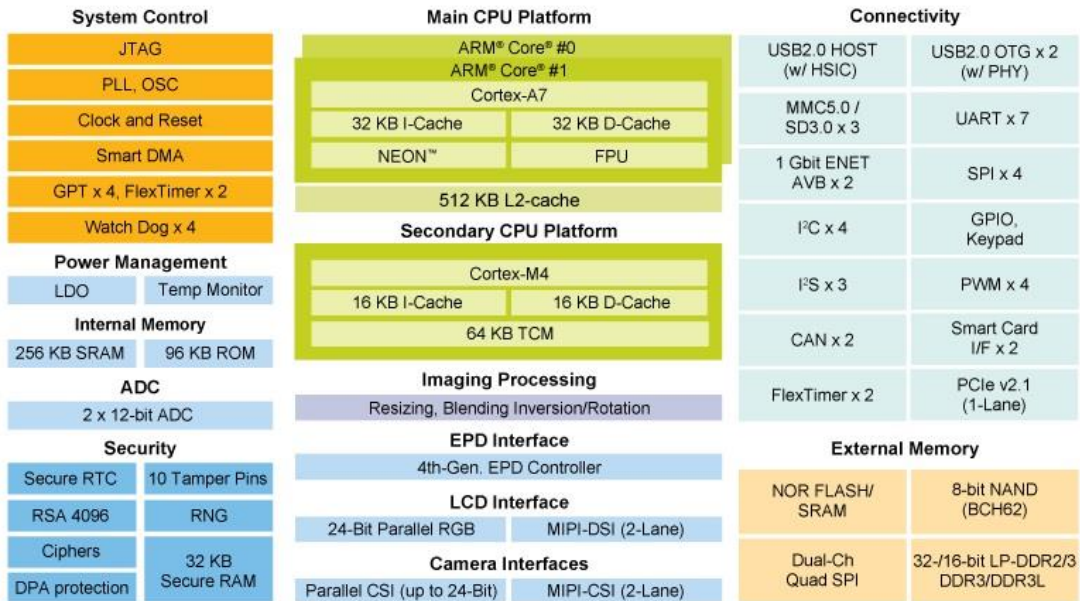 System Control
JTAG
PLL, OSC
Clock and Reset
Smart DMA
GPT x 4, FlexTimer x 2
Watch Dog x 4
Power Management
LDO
Temp Monitor
Internal Memory
256 KB SRAM
96 KB ROM
ADC
2 x 12-bit ADC
Security
Secure RTC
10 Tamper Pins
RSA 4096
RNG
Ciphers
32 KB
Secure RAM
DPA protection
Main CPU Platform
ARM® Core® #0
ARM® Core® #1
Cortex-A7
32 KB I-Cache
32 KB D-Cache
NEON™
FPU
512 KB L2-cache
Secondary CPU Platform
Cortex-M4
16 KB I-Cache
16 KB D-Cache
64 KB TCM
Imaging Processing
Resizing, Blending Inversion/Rotation
EPD Interface
4th-Gen. EPD Controller
LCD Interface
24-Bit Parallel RGB
MIPI-DSI (2-Lane)
Camera Interfaces
Parallel CSI (up to 24-Bit)
MIPI-CSI (2-Lane)
Connectivity
USB2.0 HOST
(w/ HSIC)
USB2.0 OTG x 2
(w/ PHY)
MMC5.0 /
SD3.0 x 3
UART x 7
1 Gbit ENET
AVB x 2
SPI x 4
I²C x 4
GPIO,
Keypad
I²S x 3
PWM x 4
CAN x 2
Smart Card
I/F x 2
FlexTimer x 2
PCIe v2.1
(1-Lane)
External Memory
NOR FLASH/
SRAM
8-bit NAND
(BCH62)
Dual-Ch
Quad SPI
32-/16-bit LP-DDR2/3
DDR3/DDR3L